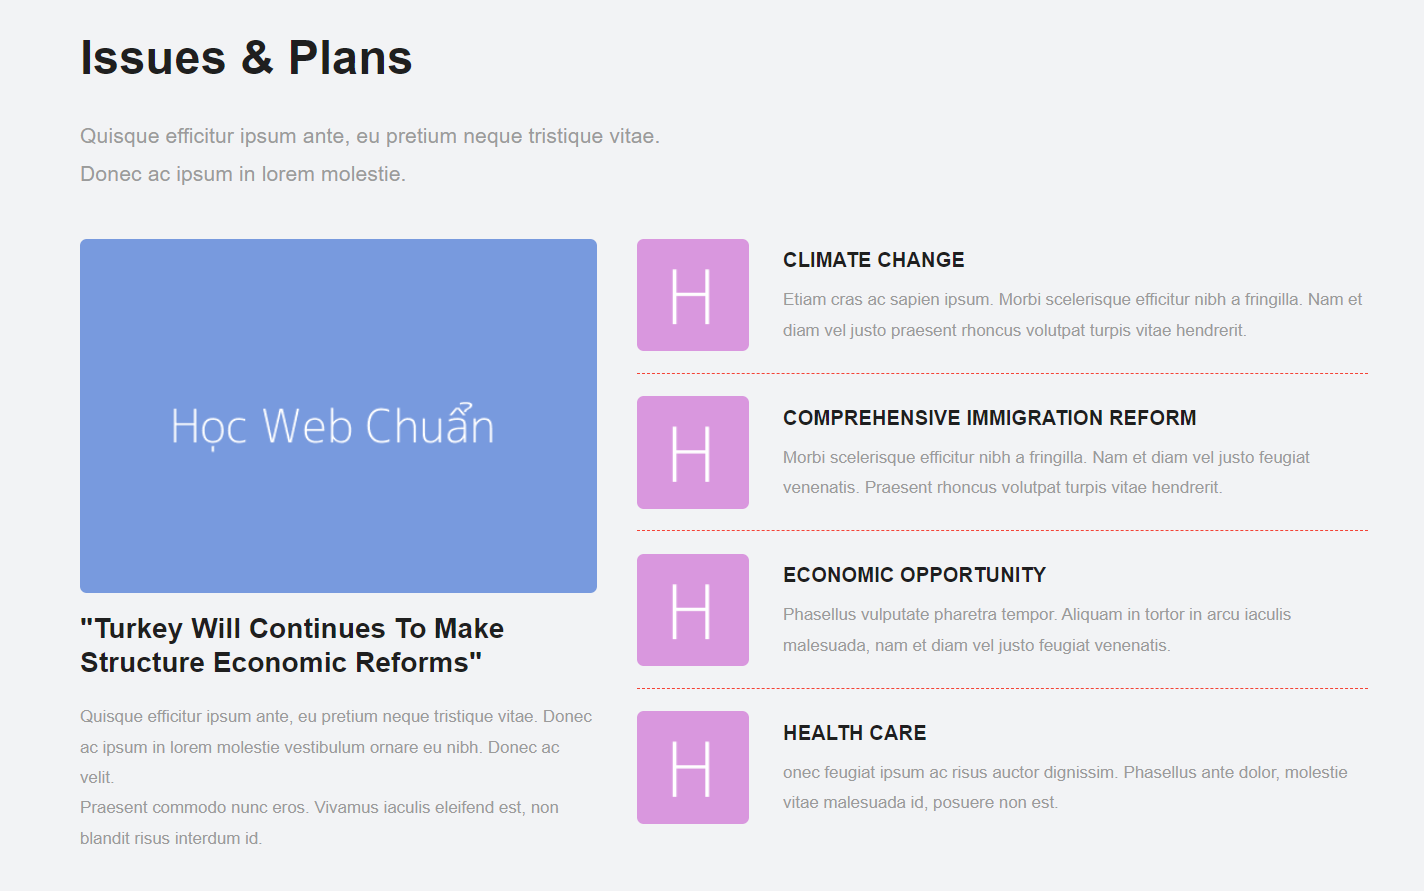 Issues & Plans
Quisque efficitur ipsum ante, eu pretium neque tristique vitae.
Donec ac ipsum in lorem molestie.
Học Web Chuẩn
"Turkey Will Continues To Make
Structure Economic Reforms"
Quisque efficitur ipsum ante, eu pretium neque tristique vitae. Donec
ac ipsum in lorem molestie vestibulum ornare eu nibh. Donec ac
velit.
Praesent commodo nunc eros. Vivamus iaculis eleifend est, non
blandit risus interdum id.
H
CLIMATE CHANGE
Etiam cras ac sapien ipsum. Morbi scelerisque efficitur nibh a fringilla. Nam et
diam vel justo praesent rhoncus volutpat turpis vitae hendrerit.
H
COMPREHENSIVE IMMIGRATION REFORM
Morbi scelerisque efficitur nibh a fringilla. Nam et diam vel justo feugiat
venenatis. Praesent rhoncus volutpat turpis vitae hendrerit.
H
ECONOMIC OPPORTUNITY
Phasellus vulputate pharetra tempor. Aliquam in tortor in arcu iaculis
malesuada, nam et diam vel justo feugiat venenatis.
H
HEALTH CARE
onec feugiat ipsum ac risus auctor dignissim. Phasellus ante dolor, molestie
vitae malesuada id, posuere non est.